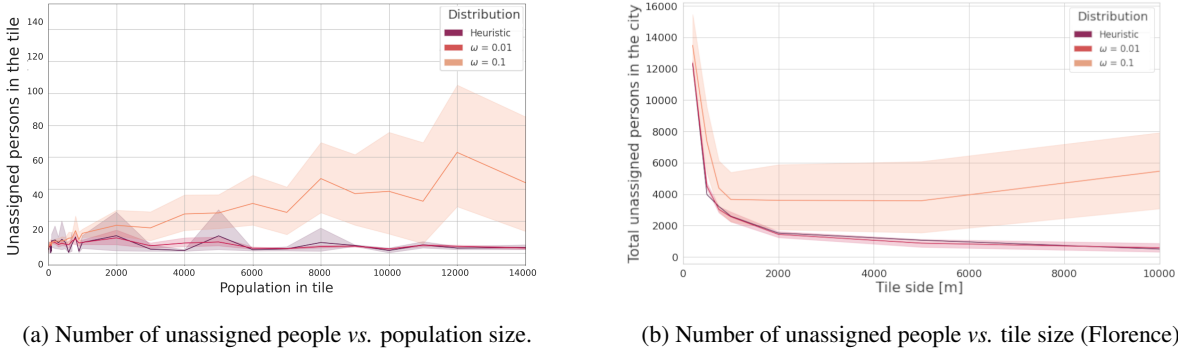 Unassigned persons in the tile
140
120
100
80
60
40
20
0
0
2000
4000
6000
8000
10000
12000
14000
Population in tile
Distribution
Heuristic
ω = 0.01
ω = 0.1
Total unassigned persons in the city
16000
14000
12000
10000
8000
6000
4000
2000
0
0
2000
4000
6000
8000
10000
Tile side [m]
Distribution
Heuristic
ω = 0.01
ω = 0.1
(a) Number of unassigned people vs. population size.
(b) Number of unassigned people vs. tile size (Florence)